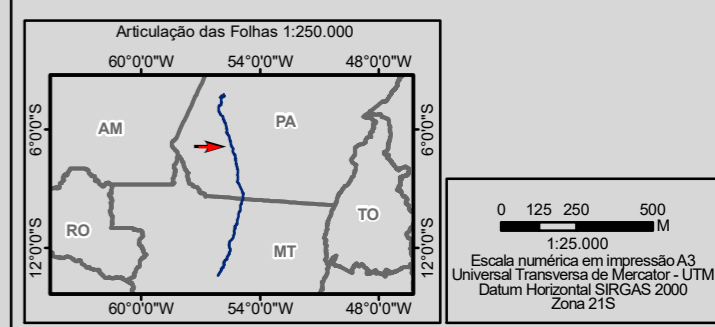 Articulação das Folhas 1:250.000
60°0'0"W 54°0'0"W 48°0'0"W
6°0'0"S 6°0'0"S
AM PA
RO MT TO
12°0'0"S 12°0'0"S
60°0'0"W 54°0'0"W 48°0'0"W
0 125 250 500
M
1:25.000
Escala numérica em impressão A3
Universal Transversa de Mercator - UTM
Datum Horizontal SIRGAS 2000
Zona 21S